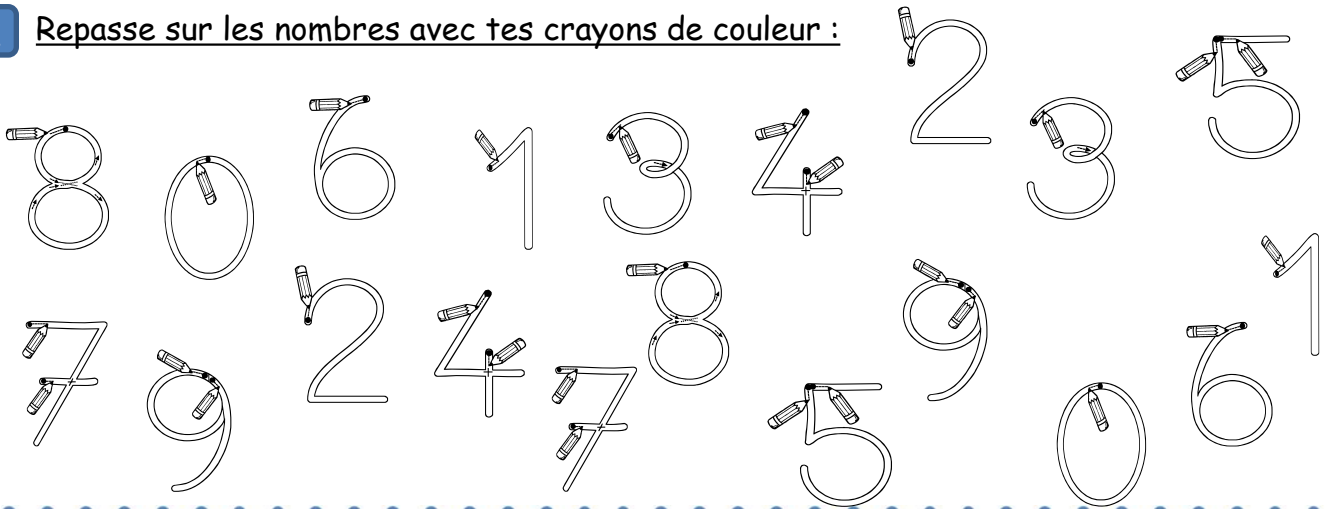 Repasse sur les nombres avec tes crayons de couleur :
8 0 6 1 3 4 2 3 5
7 9 2 4 7 8 5 9 0 6 1